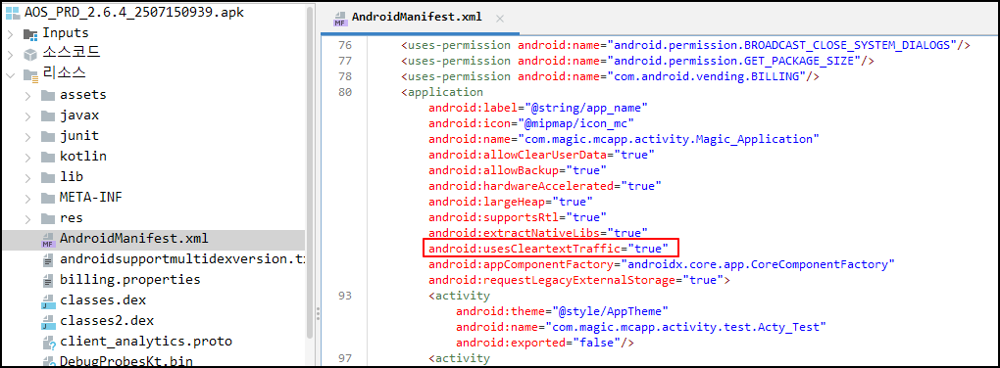 AOS_PRD_2.6.4_2507150939.apk
Inputs
소스코드
리소스
assets
javax
junit
kotlin
lib
META-INF
res
MF AndroidManifest.xml
androidsupportmultidexversion.t
billing.properties
classes.dex
classes2.dex
client_analytics.proto
DebugProbesKt.bin
MF AndroidManifest.xml
76 <uses-permission android:name="android.permission.BROADCAST_CLOSE_SYSTEM_DIALOGS"/>
77 <uses-permission android:name="android.permission.GET_PACKAGE_SIZE"/>
78 <uses-permission android:name="com.android.vending.BILLING"/>
80 <application
android:label="@string/app_name"
android:icon="@mipmap/icon_mc"
android:name="com.magic.mcapp.activity.Magic_Application"
android:allowClearUserData="true"
android:allowBackup="true"
android:hardwareAccelerated="true"
android:largeHeap="true"
android:supportsRtl="true"
android:extractNativeLibs="true"
android:usesCleartextTraffic="true"
android:appComponentFactory="androidx.core.app.CoreComponentFactory"
android:requestLegacyExternalStorage="true">
93 <activity
android:theme="@style/AppTheme"
android:name="com.magic.mcapp.activity.test.Acty_Test"
android:exported="false"/>
97 <activity